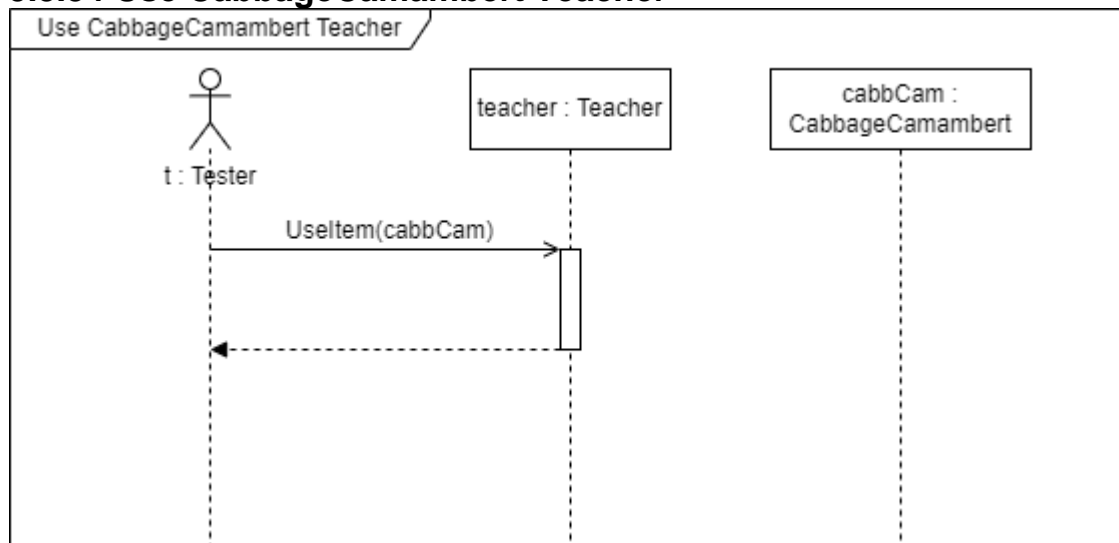 Use CabbageCamambert Teacher
teacher : Teacher
cabbCam :
CabbageCamambert
t : Tester
UseItem(cabbCam)